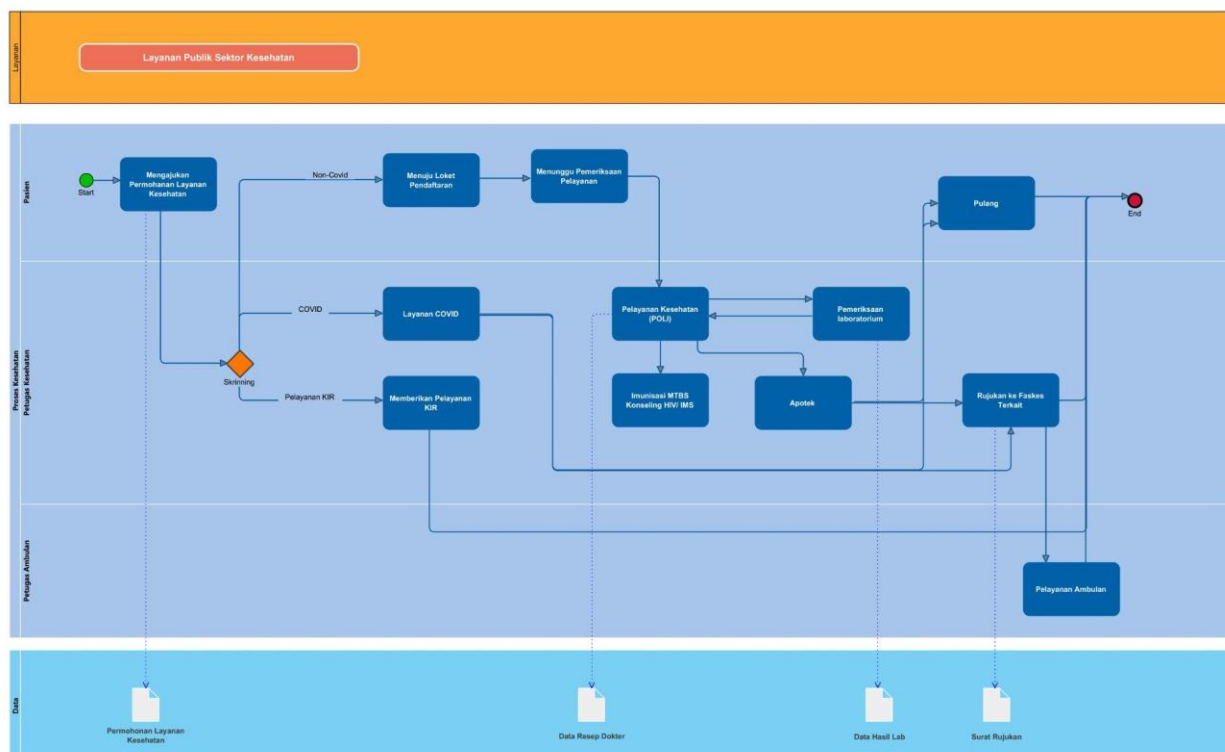 Layanan
Layanan Publik Sektor Kesehatan
Proses Kesehatan
Pasien
Start
Mengajukan
Permohonan Layanan
Kesehatan
Non-Covid
Menuju Loket
Pendaftaran
Menunggu Pemeriksaan
Pelayanan
Pulang
End
Petugas Kesehatan
Skrinning
COVID
Layanan COVID
Pelayanan KIR
Memberikan Pelayanan
KIR
Pelayanan Kesehatan
(POLI)
Pemeriksaan
laboratorium
Imunisasi MTBS
Konseling HIV/ IMS
Apotek
Rujukan ke Faskes
Terkait
Petugas Ambulan
Pelayanan Ambulan
Data
Permohonan Layanan
Kesehatan
Data Resep Dokter
Data Hasil Lab
Surat Rujukan